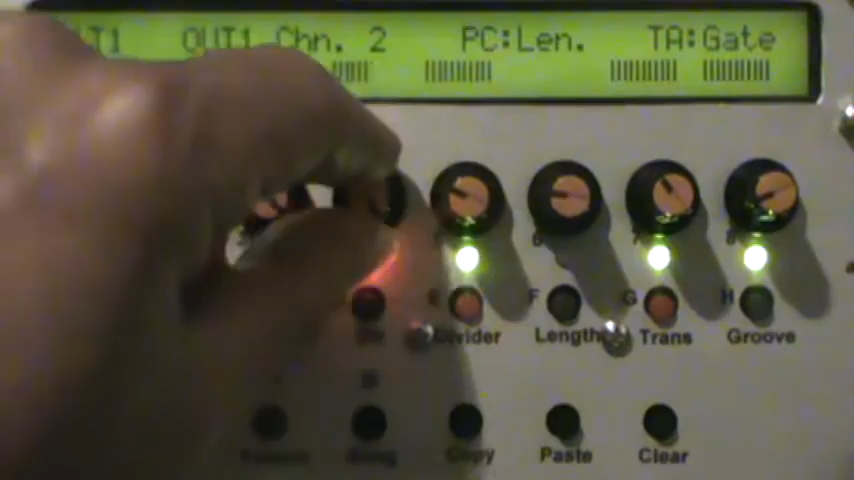 OUT1 Chn. 2 PC:Len. TA:Gate
E F G H
Divider Length Trans Groove
Copy Paste Clear